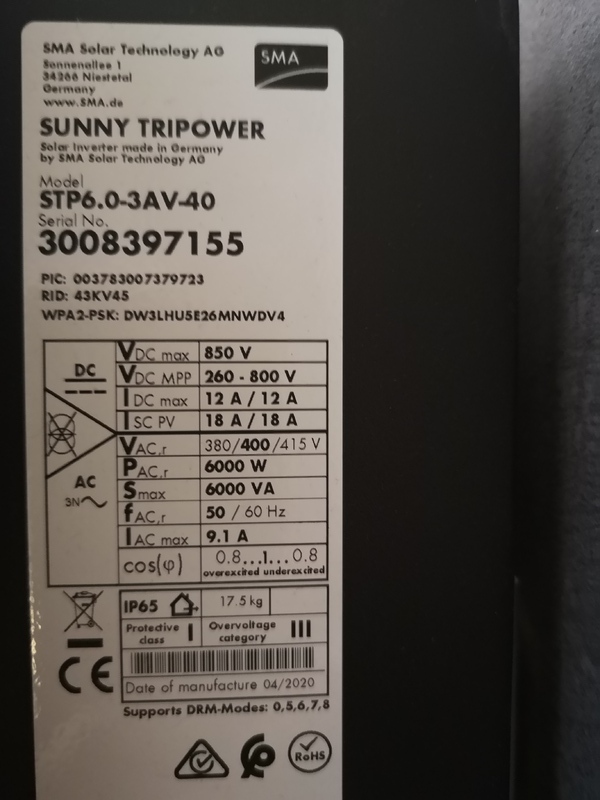 SMA Solar Technology AG
Sonnenallee 1
34266 Niestetal
Germany
www.SMA.de
SMA
SUNNY TRIPOWER
Solar Inverter made in Germany
by SMA Solar Technology AG
Model
STP6.0-3AV-40
Serial No.
3008397155
PIC: 003783007379723
RID: 43KV45
WPA2-PSK: DW3LHU5E26MNWDV4
DC
VDC max 850 V
VDC MPP 260 - 800 V
IDC max 12 A / 12 A
ISC PV 18 A / 18 A
AC
3N
VAC,r 380/400/415 V
PAC,r 6000 W
Smax 6000 VA
fAC,r 50 / 60 Hz
IAC max 9.1 A
cos(φ) 0.8...1...0.8
overexcited underexcited
IP65 17.5 kg
Protective class I Overvoltage category III
CE
Date of manufacture 04/2020
Supports DRM-Modes: 0,5,6,7,8
RoHS